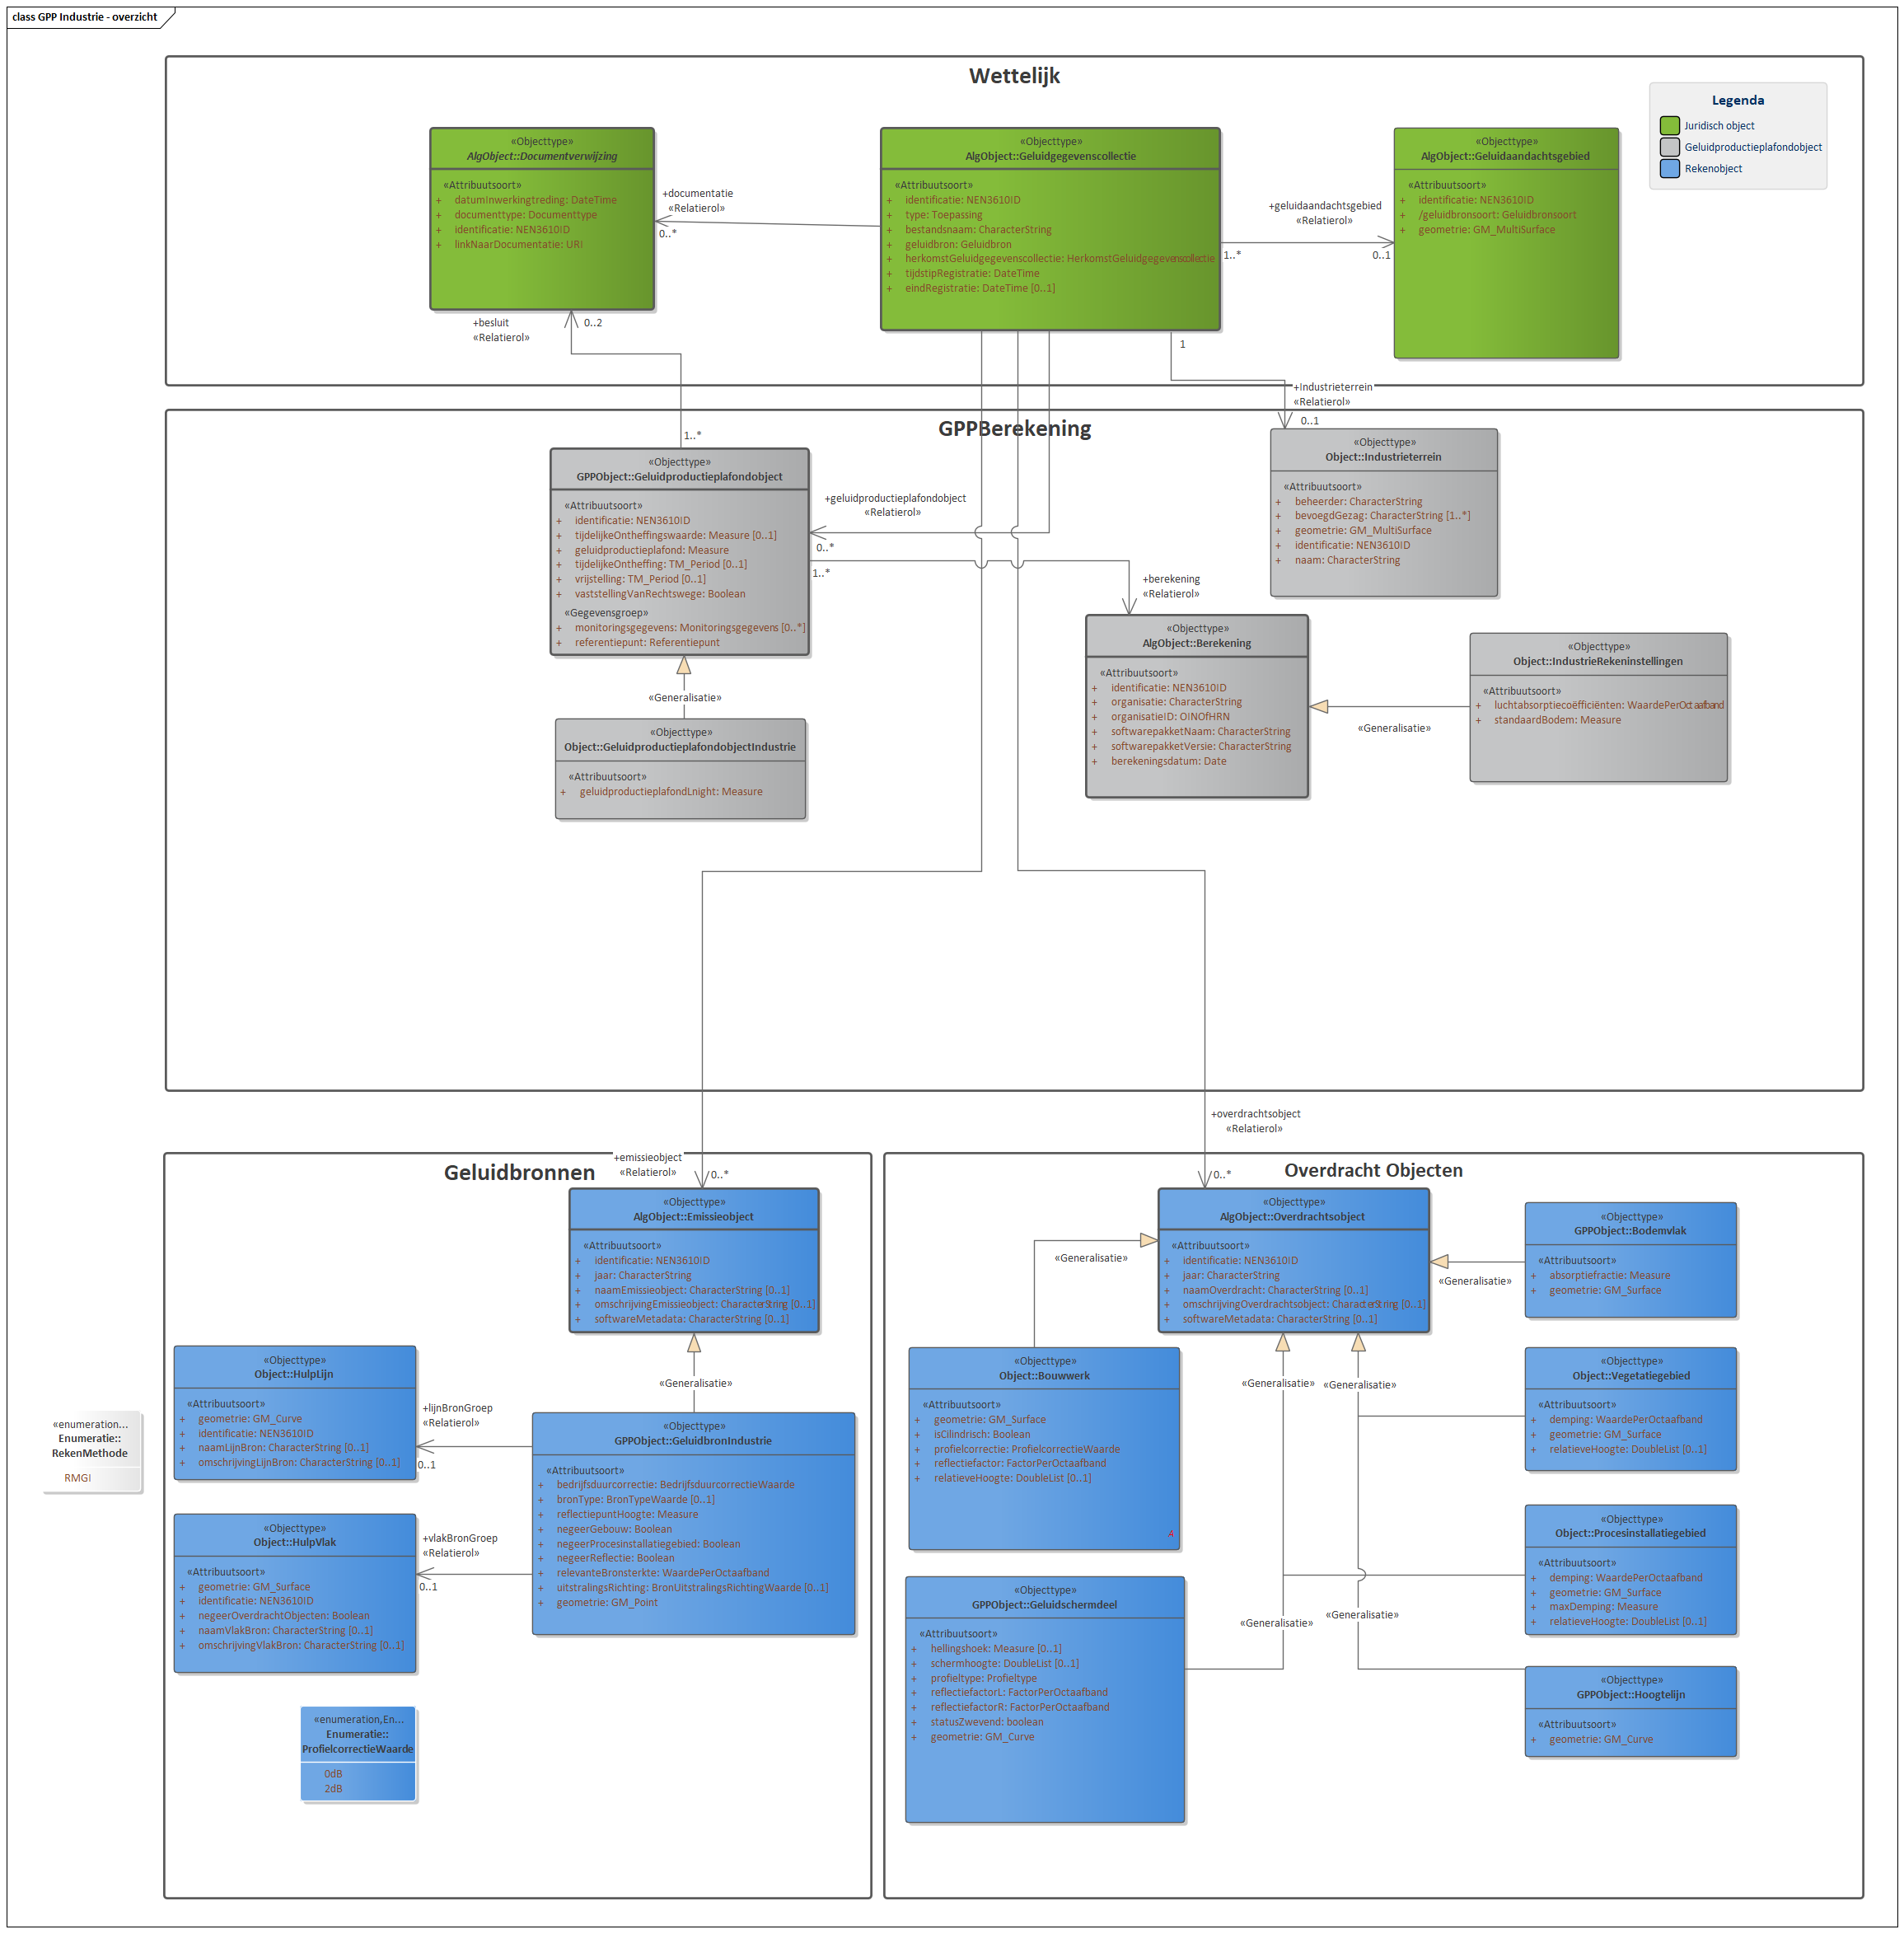 class GPP Industrie - overzicht
Wettelijk
Legenda
Juridisch object
Geluidproductieplafondobject
Rekenobject
«Objecttype»
AlgObject::Documentverwijzing
«Attribuutsoort»
+ datumInwerkingtreding: DateTime
+ documenttype: Documenttype
+ identificatie: NEN3610ID
+ linkNaarDocumentatie: URI
+documentatie
«Relatierol»
0..*
«Objecttype»
AlgObject::Geluidgegevenscollectie
«Attribuutsoort»
+ identificatie: NEN3610ID
+ type: Toepassing
+ bestandsnaam: CharacterString
+ geluidbron: Geluidbron
+ herkomstGeluidgegevenscollectie: HerkomstGeluidgegevenscollectie
+ tijdstipRegistratie: DateTime
+ eindRegistratie: DateTime [0..1]
+geluidaandachtsgebied
«Relatierol»
1..*
0..1
«Objecttype»
AlgObject::Geluidaandachtsgebied
«Attribuutsoort»
+ identificatie: NEN3610ID
+ /geluidbronsoort: Geluidbronsoort
+ geometrie: GM_MultiSurface
+besluit
«Relatierol»
0..2
1
+Industrieterrein
«Relatierol»
0..1
GPPBerekening
1..*
«Objecttype»
GPPObject::Geluidproductieplafondobject
«Attribuutsoort»
+ identificatie: NEN3610ID
+ tijdelijkeOntheffingswaarde: Measure [0..1]
+ geluidproductieplafond: Measure
+ tijdelijkeOntheffing: TM_Period [0..1]
+ vrijstelling: TM_Period [0..1]
+ vaststellingVanRechtswege: Boolean
«Gegevensgroep»
+ monitoringsgegevens: Monitoringsgegevens [0..*]
+ referentiepunt: Referentiepunt
+geluidproductieplafondobject
«Relatierol»
0..*
1..*
+berekening
«Relatierol»
«Objecttype»
Object::Industrieterrein
«Attribuutsoort»
+ beheerder: CharacterString
+ bevoegdGezag: CharacterString [1..*]
+ geometrie: GM_MultiSurface
+ identificatie: NEN3610ID
+ naam: CharacterString
«Generalisatie»
«Objecttype»
Object::GeluidproductieplafondobjectIndustrie
«Attribuutsoort»
+ geluidproductieplafondLnight: Measure
«Objecttype»
AlgObject::Berekening
«Attribuutsoort»
+ identificatie: NEN3610ID
+ organisatie: CharacterString
+ organisatieID: OINOfHRN
+ softwarepakketNaam: CharacterString
+ softwarepakketVersie: CharacterString
+ berekeningsdatum: Date
«Generalisatie»
«Objecttype»
Object::IndustrieRekeninstellingen
«Attribuutsoort»
+ luchtabsorptiecoëfficiënten: WaardePerOctaafband
+ standaardBodem: Measure
+overdrachtsobject
«Relatierol»
0..*
+emissieobject
«Relatierol»
0..*
Geluidbronnen
«Objecttype»
AlgObject::Emissieobject
«Attribuutsoort»
+ identificatie: NEN3610ID
+ jaar: CharacterString
+ naamEmissieobject: CharacterString [0..1]
+ omschrijvingEmissieobject: CharacterString [0..1]
+ softwareMetadata: CharacterString [0..1]
«Generalisatie»
«Objecttype»
Object::HulpLijn
«Attribuutsoort»
+ geometrie: GM_Curve
+ identificatie: NEN3610ID
+ naamLijnBron: CharacterString [0..1]
+ omschrijvingLijnBron: CharacterString [0..1]
+lijnBronGroep
«Relatierol»
0..1
«Objecttype»
GPPObject::GeluidbronIndustrie
«Attribuutsoort»
+ bedrijfsduurcorrectie: BedrijfsduurcorrectieWaarde
+ bronType: BronTypeWaarde [0..1]
+ reflectiepuntHoogte: Measure
+ negeerGebouw: Boolean
+ negeerProcesinstallatiegebied: Boolean
+ negeerReflectie: Boolean
+ relevanteBronsterkte: WaardePerOctaafband
+ uitstralingsRichting: BronUitstralingsRichtingWaarde [0..1]
+ geometrie: GM_Point
«enumeration...
Enumeratie::
RekenMethode
RMGI
«Objecttype»
Object::HulpVlak
«Attribuutsoort»
+ geometrie: GM_Surface
+ identificatie: NEN3610ID
+ negeerOverdrachtObjecten: Boolean
+ naamVlakBron: CharacterString [0..1]
+ omschrijvingVlakBron: CharacterString [0..1]
+vlakBronGroep
«Relatierol»
0..1
«enumeration,En...
Enumeratie::
ProfielcorrectieWaarde
0dB
2dB
Overdracht Objecten
«Objecttype»
AlgObject::Overdrachtsobject
«Attribuutsoort»
+ identificatie: NEN3610ID
+ jaar: CharacterString
+ naamOverdracht: CharacterString [0..1]
+ omschrijvingOverdrachtsobject: CharacterString [0..1]
+ softwareMetadata: CharacterString [0..1]
«Generalisatie»
«Generalisatie»
«Objecttype»
GPPObject::Bodemvlak
«Attribuutsoort»
+ absorptiefractie: Measure
+ geometrie: GM_Surface
«Objecttype»
Object::Bouwwerk
«Attribuutsoort»
+ geometrie: GM_Surface
+ isCilindrisch: Boolean
+ profielcorrectie: ProfielcorrectieWaarde
+ reflectiefactor: FactorPerOctaafband
+ relatieveHoogte: DoubleList [0..1]
A
«Generalisatie»
«Generalisatie»
«Objecttype»
Object::Vegetatiegebied
«Attribuutsoort»
+ demping: WaardePerOctaafband
+ geometrie: GM_Surface
+ relatieveHoogte: DoubleList [0..1]
«Objecttype»
Object::Procesinstallatiegebied
«Attribuutsoort»
+ demping: WaardePerOctaafband
+ geometrie: GM_Surface
+ maxDemping: Measure
+ relatieveHoogte: DoubleList [0..1]
«Objecttype»
GPPObject::Geluidschermdeel
«Attribuutsoort»
+ hellingshoek: Measure [0..1]
+ schermhoogte: DoubleList [0..1]
+ profieltype: Profieltype
+ reflectiefactorL: FactorPerOctaafband
+ reflectiefactorR: FactorPerOctaafband
+ statusZwevend: boolean
+ geometrie: GM_Curve
«Generalisatie»
«Generalisatie»
«Objecttype»
GPPObject::Hoogtelijn
«Attribuutsoort»
+ geometrie: GM_Curve